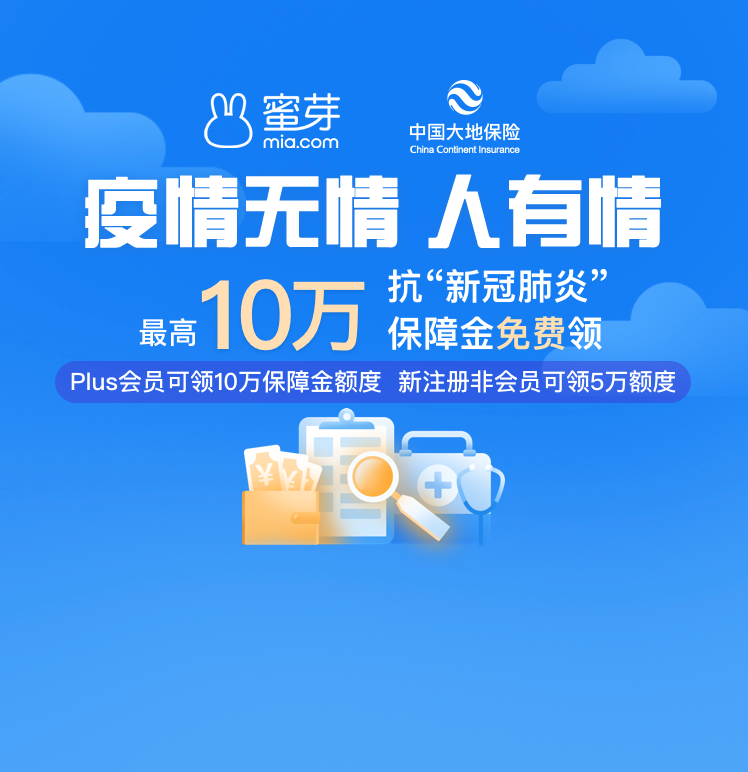 蜜芽
mia.com
中国大地保险
China Continent Insurance
疫情无情 人有情
最高10万
抗“新冠肺炎”
保障金免费领
Plus会员可领10万保障金额度 新注册非会员可领5万额度
¥ ¥